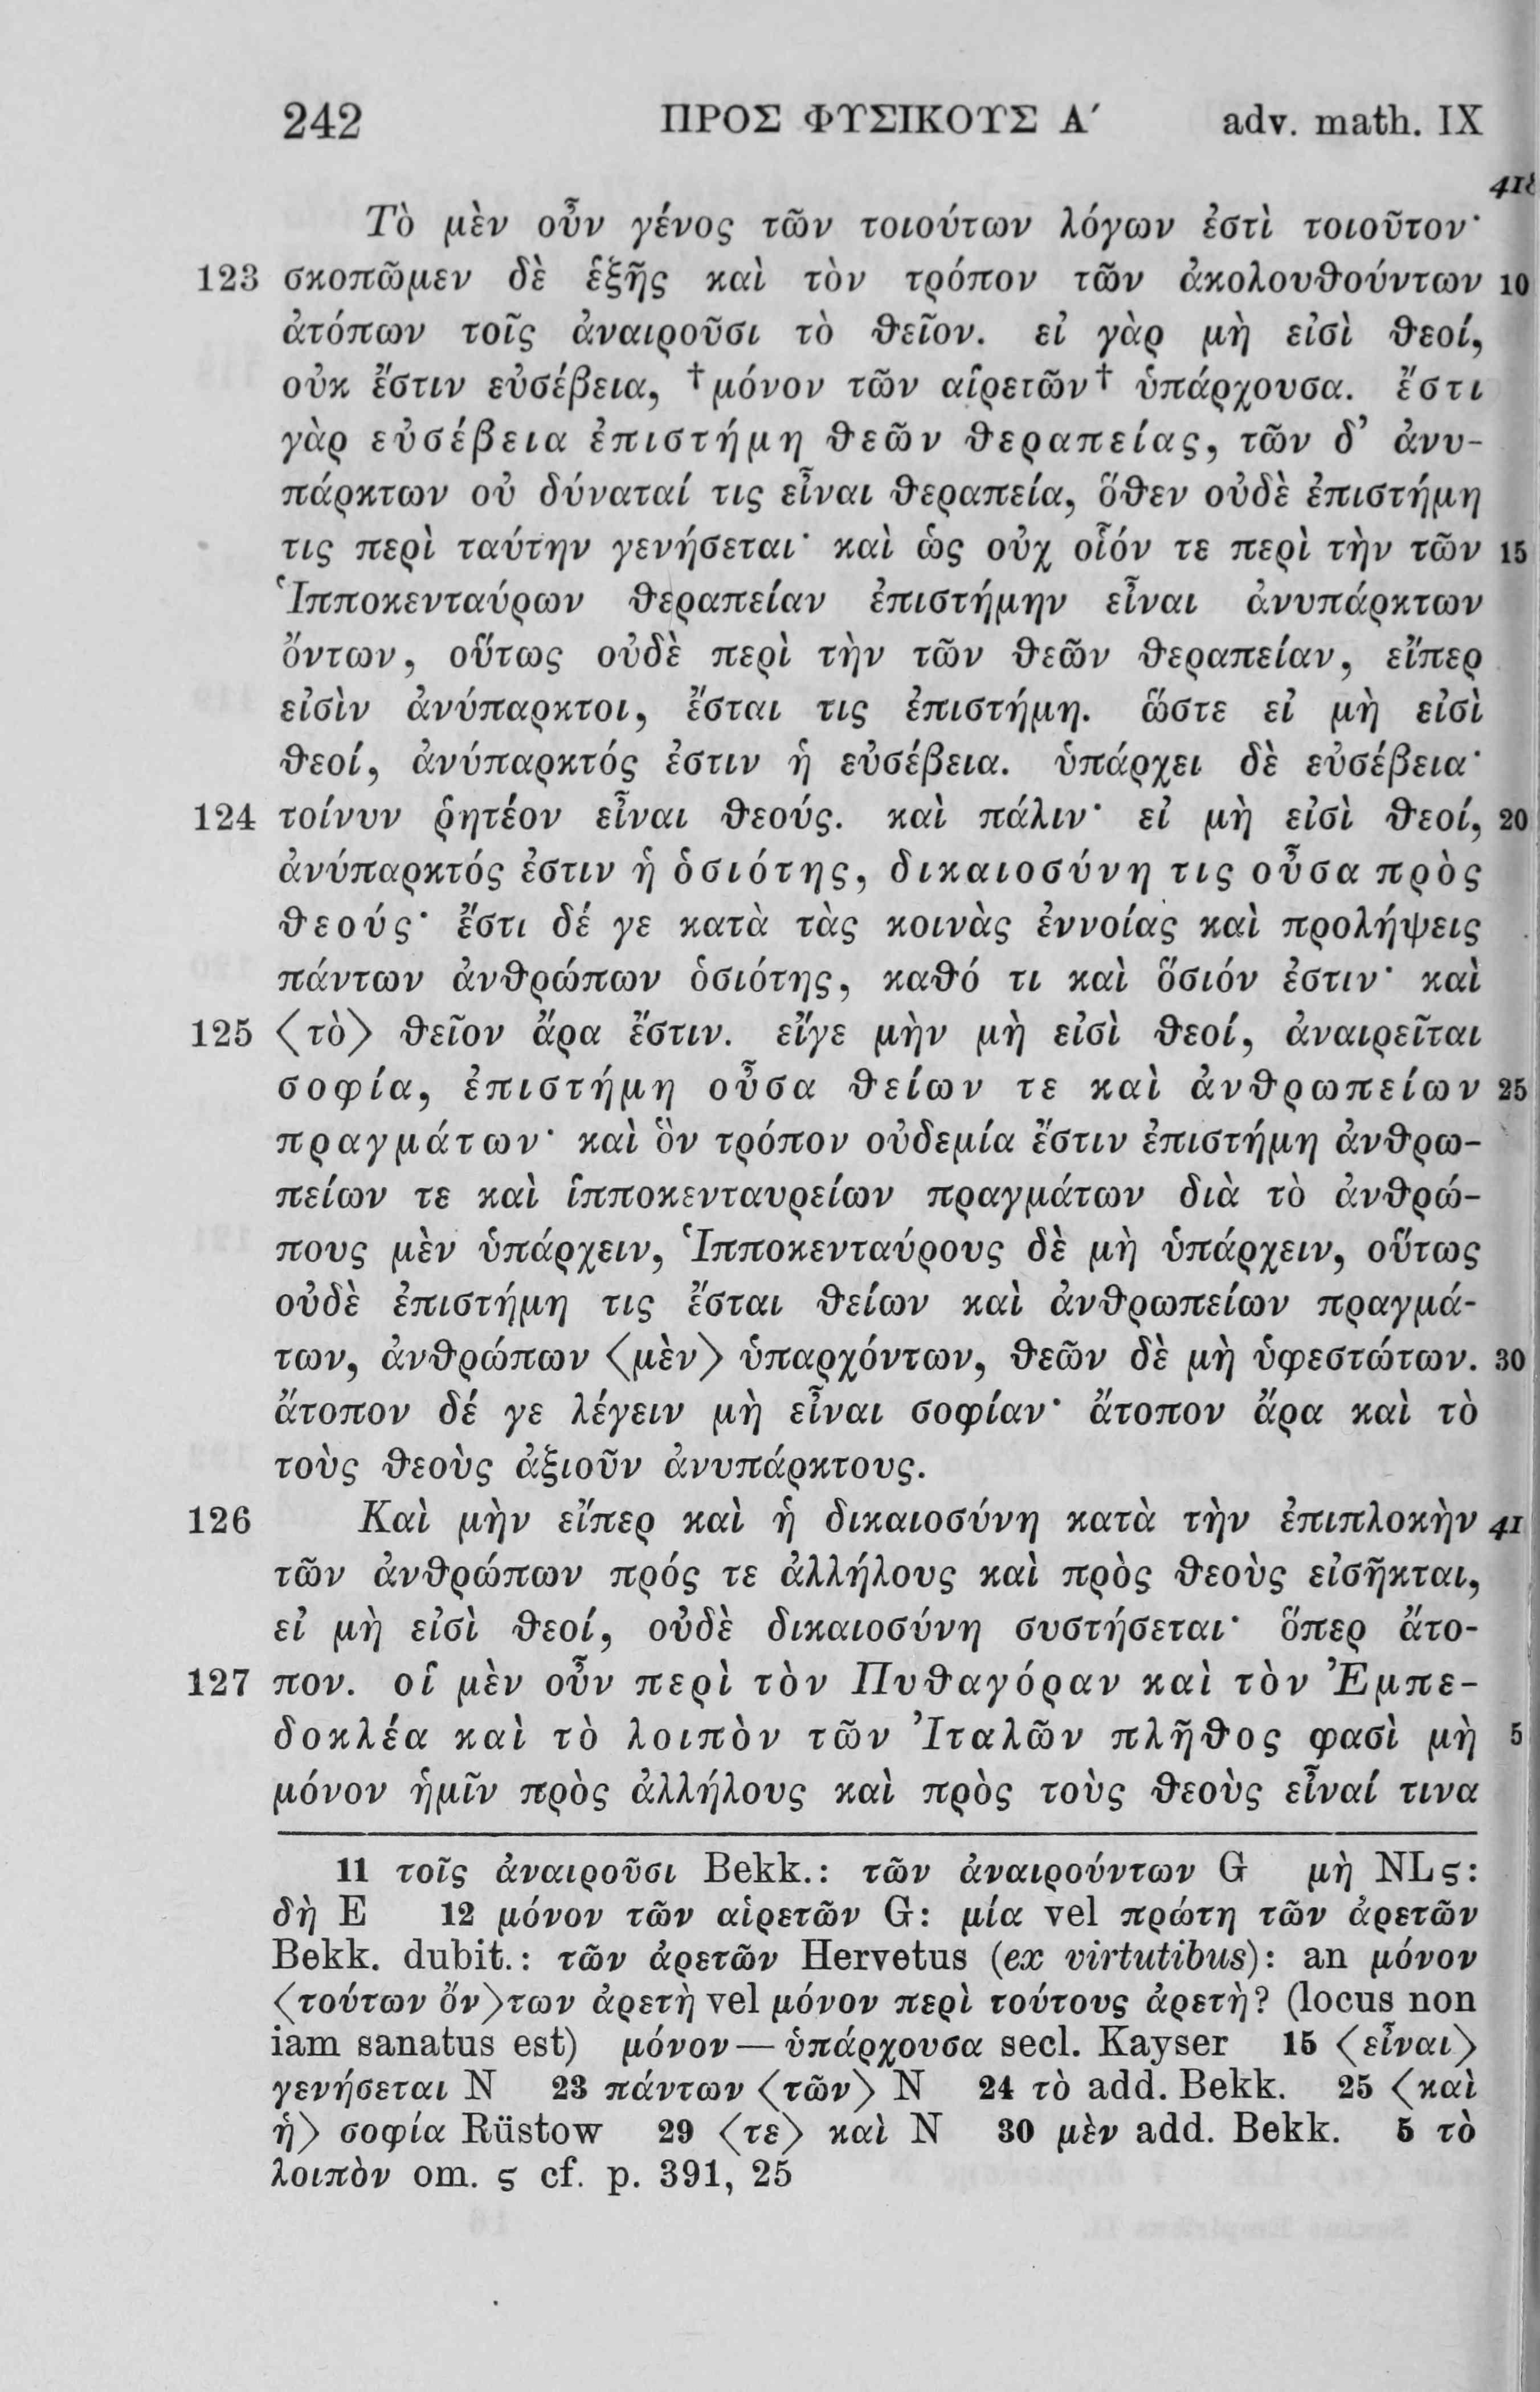 242 ΠΡΟΣ ΦΥΣΙΚΟΥΣ Α΄ adv. math. IX
Τὸ μὲν οὖν γένος τῶν τοιούτων λόγων ἐστὶ τοιοῦτον·
123 σκοπῶμεν δὲ ἑξῆς καὶ τὸν τρόπον τῶν ἀκολουθούντων 10
ἀτόπων τοῖς ἀναιροῦσι τὸ θεῖον. εἰ γὰρ μὴ εἰσὶ θεοί,
οὐκ ἔστιν εὐσέβεια, †μόνον τῶν αἱρετῶν† ὑπάρχουσα. ἔστι
γὰρ εὐσέβεια ἐπιστήμη θεῶν θεραπείας, τῶν δ’ ἀνυ-
πάρκτων οὐ δύναταί τις εἶναι θεραπεία, ὅθεν οὐδὲ ἐπιστήμη
τις περὶ ταύτην γενήσεται· καὶ ὡς οὐχ οἷόν τε περὶ τὴν τῶν 15
Ἱπποκενταύρων θεραπείαν ἐπιστήμην εἶναι ἀνυπάρκτων
ὄντων, οὕτως οὐδὲ περὶ τὴν τῶν θεῶν θεραπείαν, εἴπερ
εἰσὶν ἀνύπαρκτοι, ἔσται τις ἐπιστήμη. ὥστε εἰ μὴ εἰσὶ
θεοί, ἀνύπαρκτός ἐστιν ἡ εὐσέβεια. ὑπάρχει δὲ εὐσέβεια·
124 τοίνυν ῥητέον εἶναι θεούς. καὶ πάλιν· εἰ μὴ εἰσὶ θεοί, 20
ἀνύπαρκτός ἐστιν ἡ ὁσιότης, δικαιοσύνη τις οὖσα πρὸς
θεούς· ἔστι δέ γε κατὰ τὰς κοινὰς ἐννοίας καὶ προλήψεις
πάντων ἀνθρώπων ὁσιότης, καθό τι καὶ ὅσιόν ἐστιν· καὶ
125 ⟨τὸ⟩ θεῖον ἄρα ἔστιν. εἴγε μὴν μὴ εἰσὶ θεοί, ἀναιρεῖται
σοφία, ἐπιστήμη οὖσα θείων τε καὶ ἀνθρωπείων 25
πραγμάτων· καὶ ὃν τρόπον οὐδεμία ἔστιν ἐπιστήμη ἀνθρω-
πείων τε καὶ ἱπποκενταυρείων πραγμάτων διὰ τὸ ἀνθρώ-
πους μὲν ὑπάρχειν, Ἱπποκενταύρους δὲ μὴ ὑπάρχειν, οὕτως
οὐδὲ ἐπιστήμη τις ἔσται θείων καὶ ἀνθρωπείων πραγμά-
των, ἀνθρώπων ⟨μὲν⟩ ὑπαρχόντων, θεῶν δὲ μὴ ὑφεστώτων. 30
ἄτοπον δέ γε λέγειν μὴ εἶναι σοφίαν· ἄτοπον ἄρα καὶ τὸ
τοὺς θεοὺς ἀξιοῦν ἀνυπάρκτους.
126 Καὶ μὴν εἴπερ καὶ ἡ δικαιοσύνη κατὰ τὴν ἐπιπλοκὴν
τῶν ἀνθρώπων πρός τε ἀλλήλους καὶ πρὸς θεοὺς εἰσῆκται,
εἰ μὴ εἰσὶ θεοί, οὐδὲ δικαιοσύνη συστήσεται· ὅπερ ἄτο-
127 πον. οἱ μὲν οὖν περὶ τὸν Πυθαγόραν καὶ τὸν Ἐμπε-
δοκλέα καὶ τὸ λοιπὸν τῶν Ἰταλῶν πλῆθος φασὶ μὴ 5
μόνον ἡμῖν πρὸς ἀλλήλους καὶ πρὸς τοὺς θεοὺς εἶναί τινα
11 τοῖς ἀναιροῦσι Bekk.: τῶν ἀναιρούντων G μὴ NLς:
δὴ E 12 μόνον τῶν αἱρετῶν G: μία vel πρώτη τῶν ἀρετῶν
Bekk. dubit.: τῶν ἀρετῶν Hervetus (ex virtutibus): an μόνον
⟨τούτων ὄν⟩των ἀρετὴ vel μόνον περὶ τούτους ἀρετὴ? (locus non
iam sanatus est) μόνον — ὑπάρχουσα secl. Kayser 15 ⟨εἶναι⟩
γενήσεται N 23 πάντων ⟨τῶν⟩ N 24 τὸ add. Bekk. 25 ⟨καὶ
ἡ⟩ σοφία Rüstow 29 ⟨τε⟩ καὶ N 30 μὲν add. Bekk. 5 τὸ
λοιπὸν om. ς cf. p. 391, 25